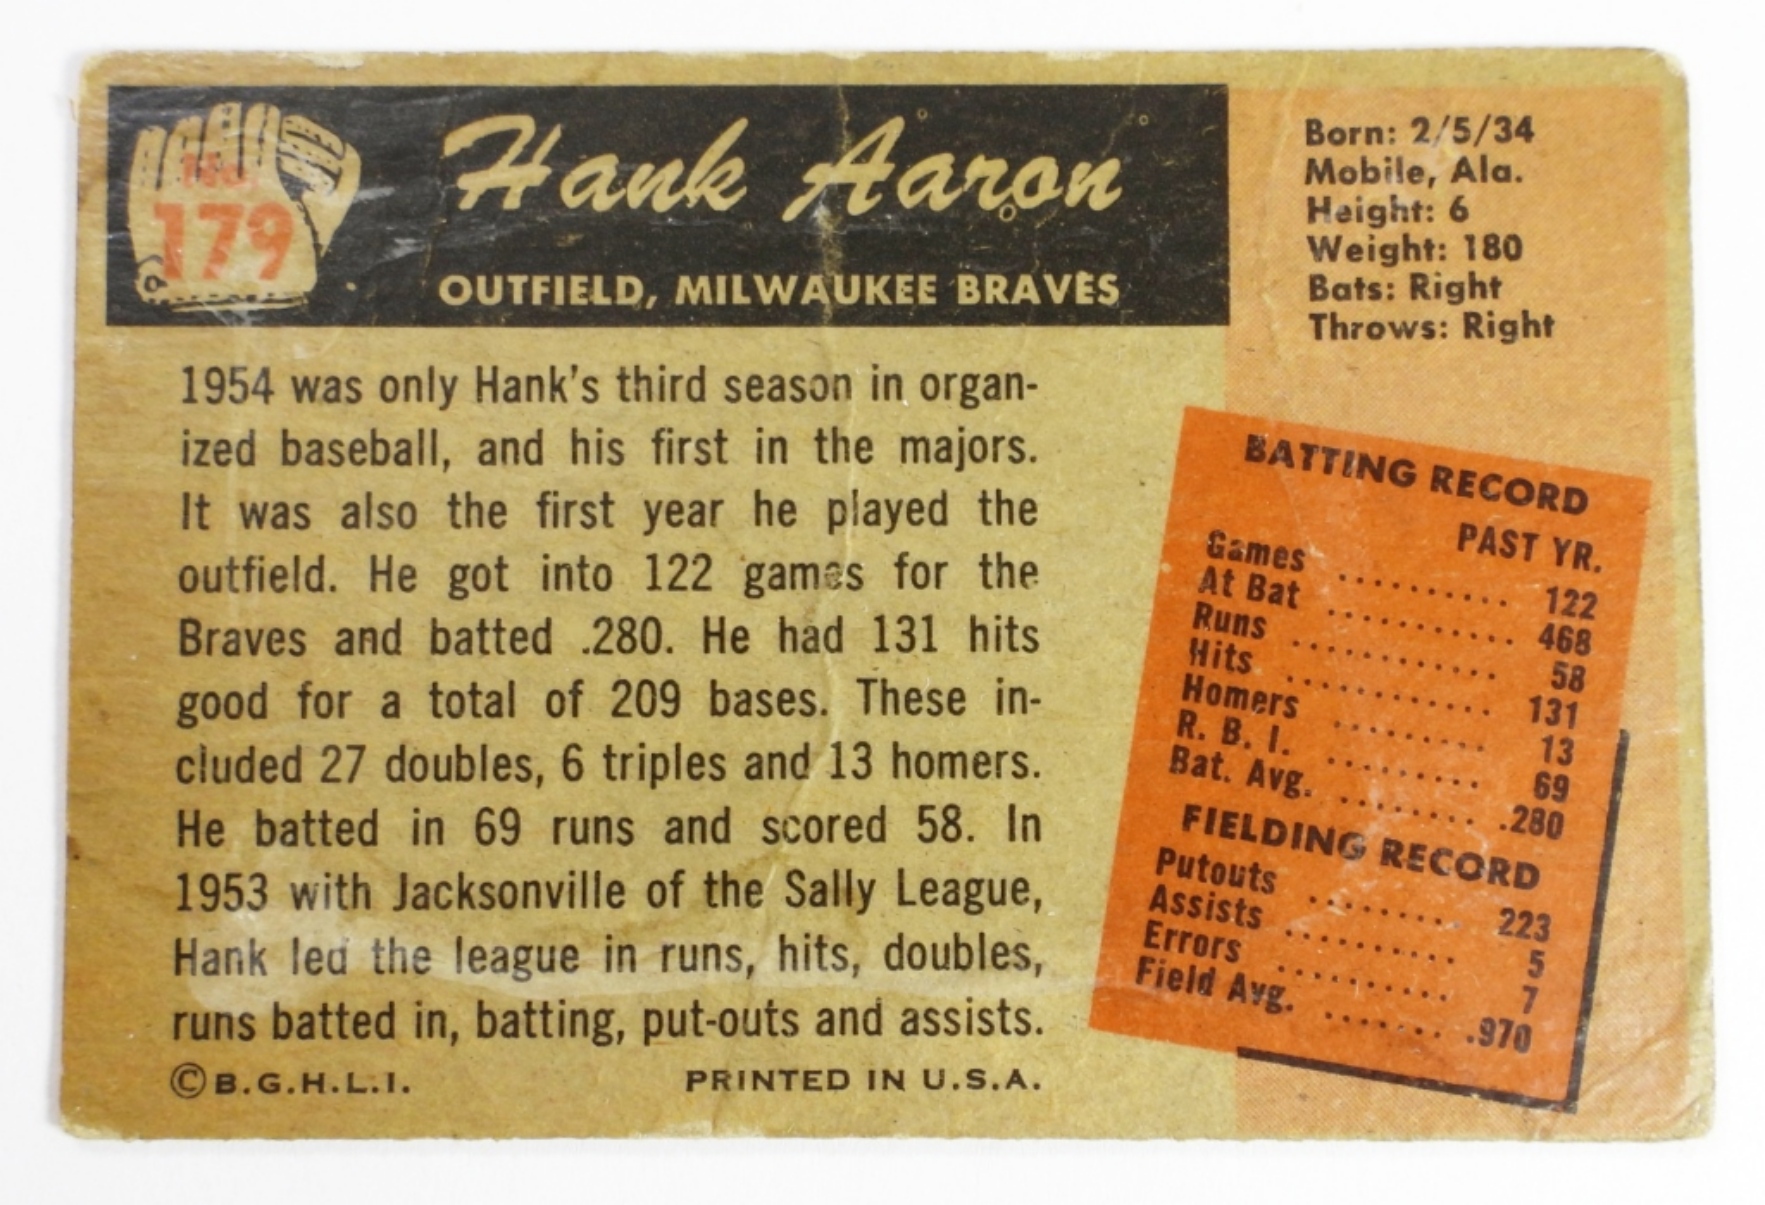 No.
179
Hank Aaron
OUTFIELD, MILWAUKEE BRAVES
Born: 2/5/34
Mobile, Ala.
Height: 6
Weight: 180
Bats: Right
Throws: Right
1954 was only Hank's third season in organ-
ized baseball, and his first in the majors.
It was also the first year he played the
outfield. He got into 122 games for the
Braves and batted .280. He had 131 hits
good for a total of 209 bases. These in-
cluded 27 doubles, 6 triples and 13 homers.
He batted in 69 runs and scored 58. In
1953 with Jacksonville of the Sally League,
Hank led the league in runs, hits, doubles,
runs batted in, batting, put-outs and assists.
© B.G.H.L.I. PRINTED IN U.S.A.
BATTING RECORD
PAST YR.
Games .......... 122
At Bat ........... 468
Runs ............. 58
Hits ............ 131
Homers ......... 13
R. B. I. ......... 69
Bat. Avg. ........ .280
FIELDING RECORD
Putouts ......... 223
Assists .......... 5
Errors .......... 7
Field Avg. ........ .970